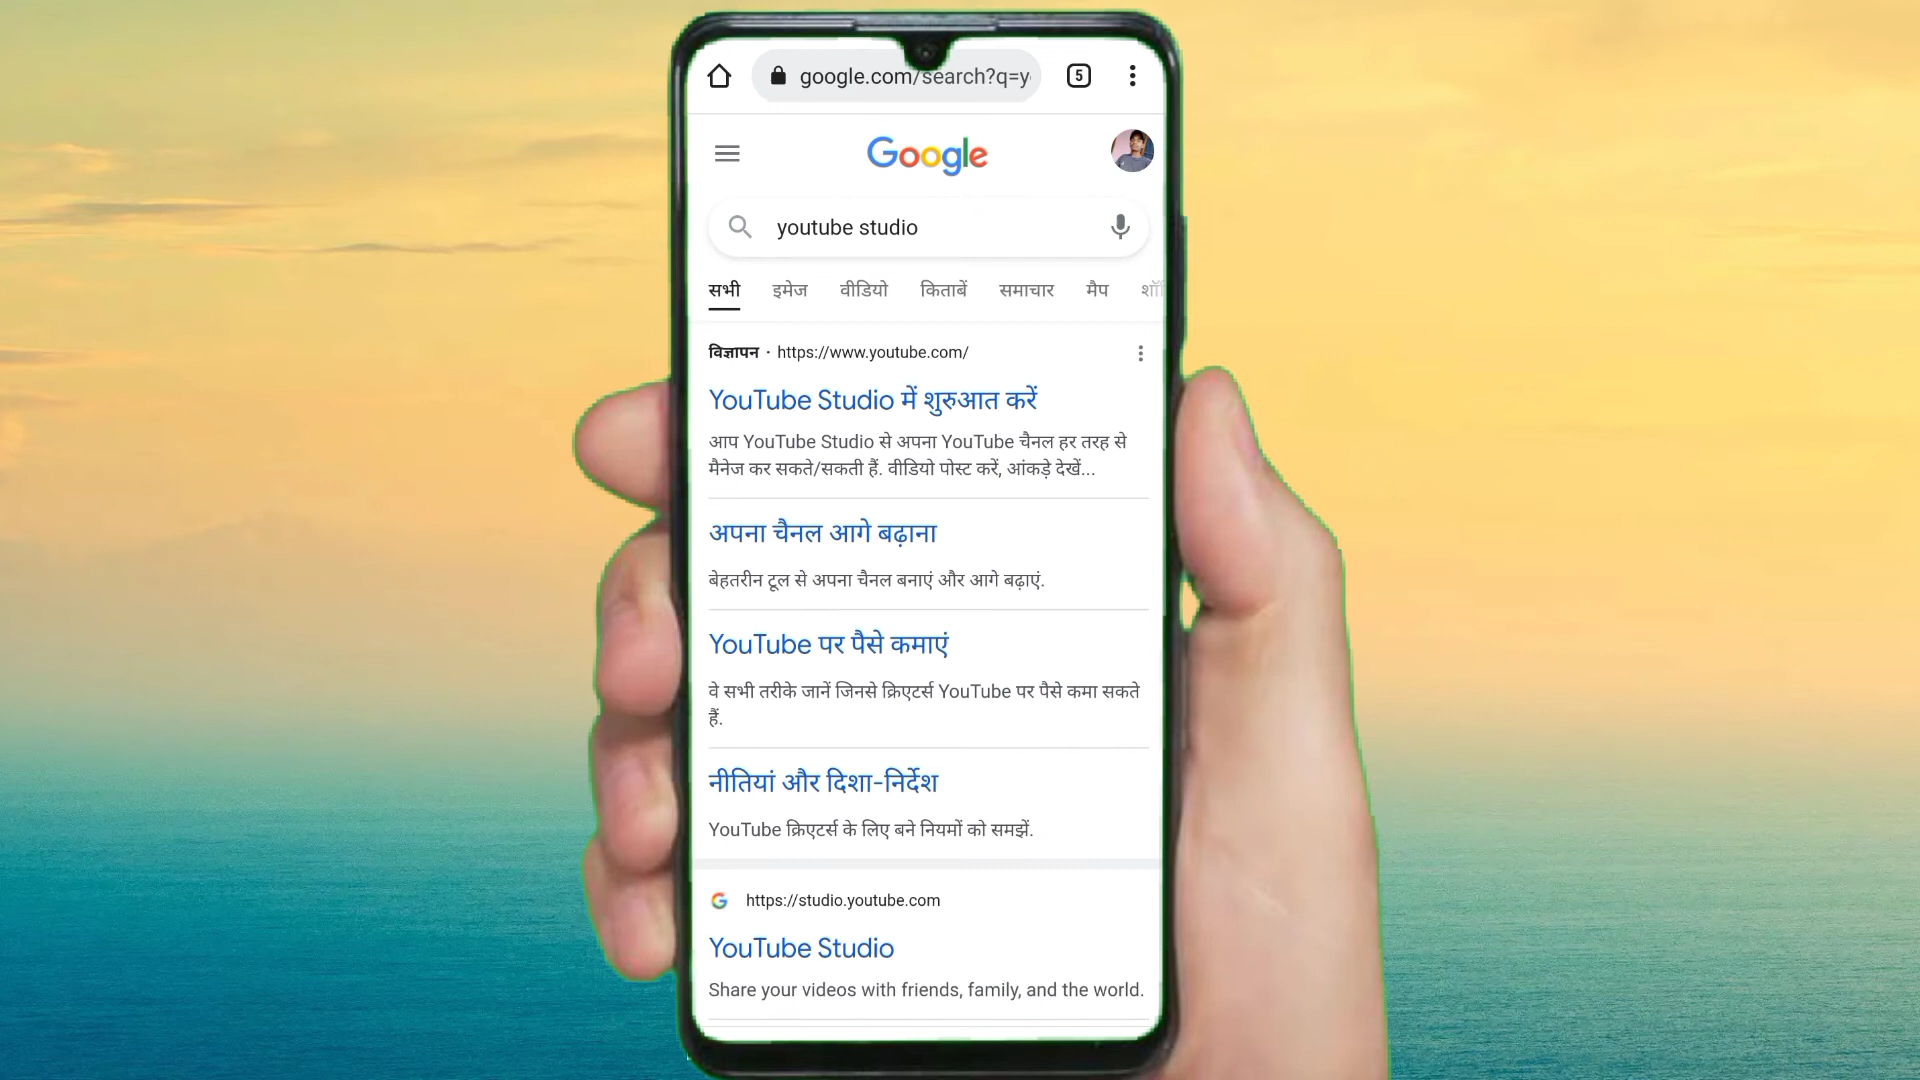 google.com/search?q=y
5
Google
youtube studio
सभी इमेज वीडियो किताबें समाचार मैप शॉ
विज्ञापन · https://www.youtube.com/
YouTube Studio में शुरुआत करें
आप YouTube Studio से अपना YouTube चैनल हर तरह से
मैनेज कर सकते/सकती हैं. वीडियो पोस्ट करें, आंकड़े देखें...
अपना चैनल आगे बढ़ाना
बेहतरीन टूल से अपना चैनल बनाएं और आगे बढ़ाएं.
YouTube पर पैसे कमाएं
वे सभी तरीके जानें जिनसे क्रिएटर्स YouTube पर पैसे कमा सकते
हैं.
नीतियां और दिशा-निर्देश
YouTube क्रिएटर्स के लिए बने नियमों को समझें.
G https://studio.youtube.com
YouTube Studio
Share your videos with friends, family, and the world.